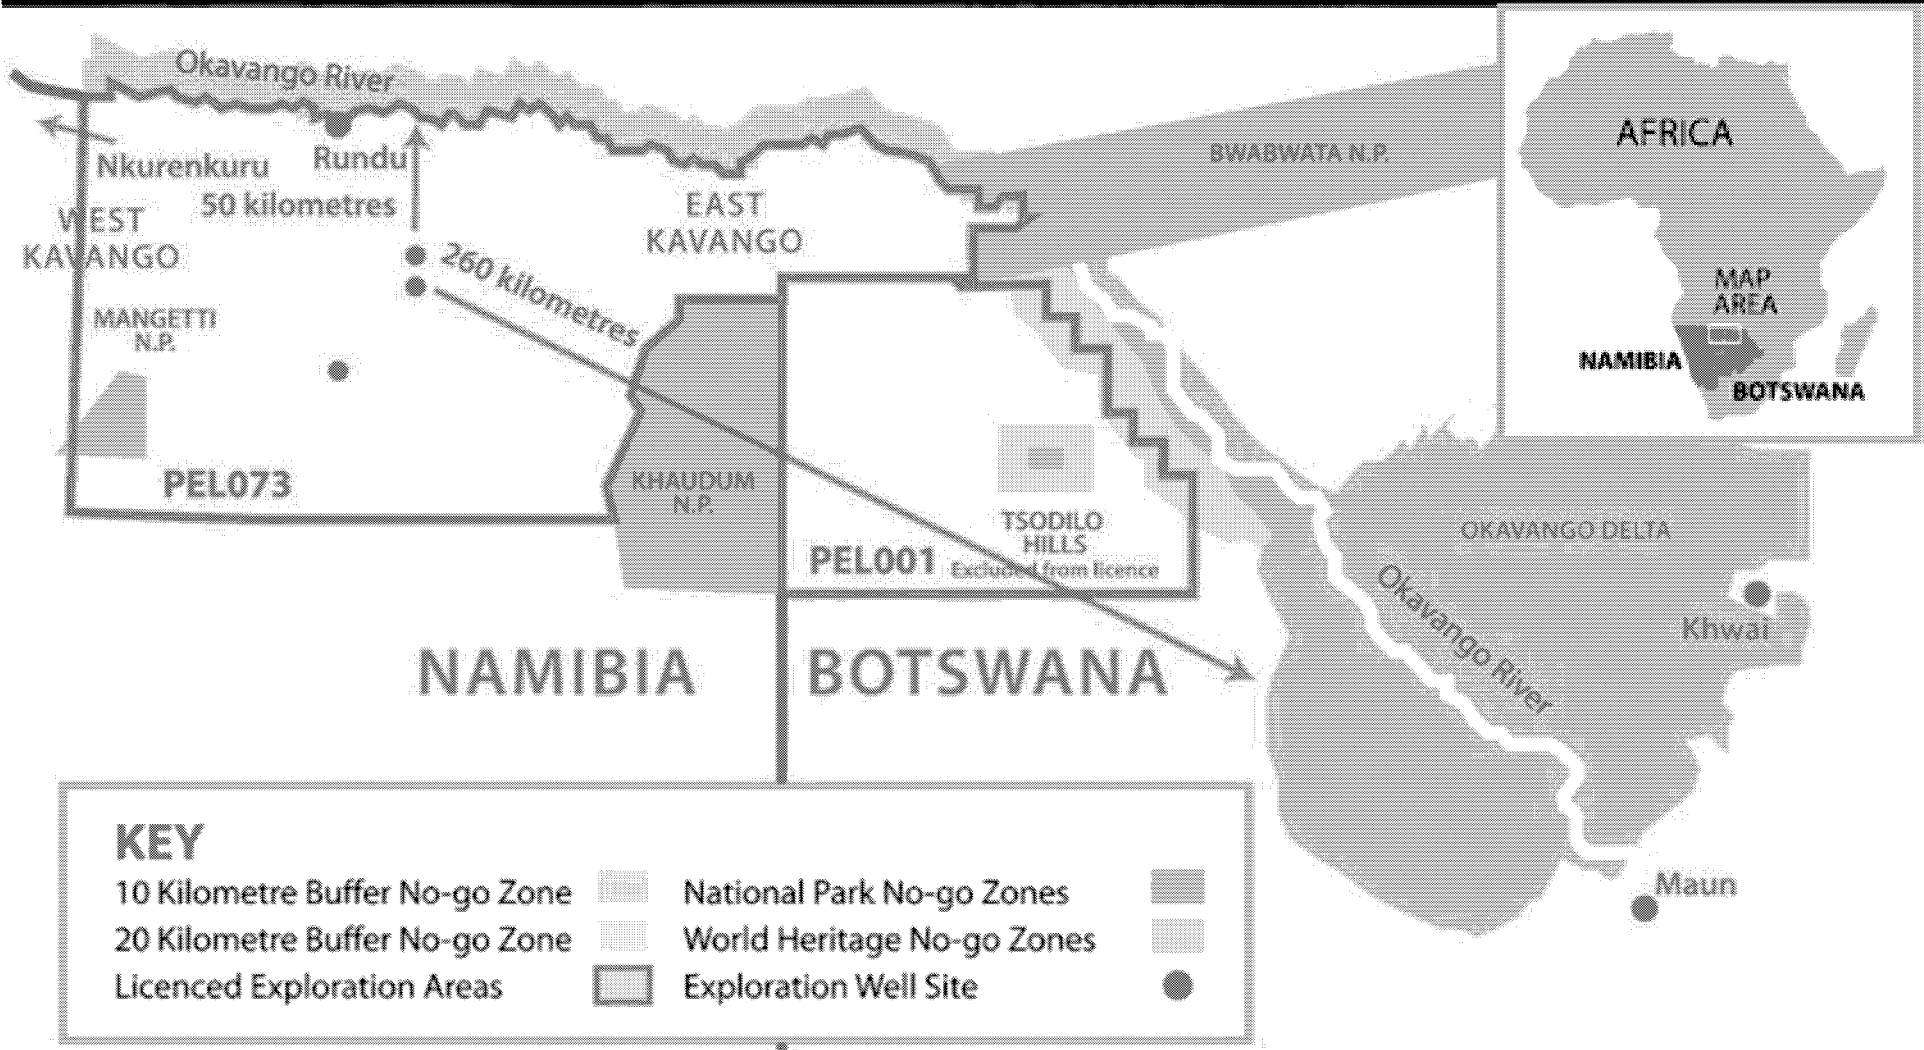 Okavango River
Nkurenkuru
Rundu
50 kilometres
WEST
KAVANGO
EAST
KAVANGO
260 kilometres
MANGETTI
N.P.
PEL073
KHAUDUM
N.P.
BWABWATA N.P.
TSODILO
HILLS
Excluded from licence
PEL001
OKAVANGO DELTA
Okavango River
Khwai
Maun
NAMIBIA
BOTSWANA
AFRICA
MAP
AREA
NAMIBIA
BOTSWANA
KEY
10 Kilometre Buffer No-go Zone
20 Kilometre Buffer No-go Zone
Licenced Exploration Areas
National Park No-go Zones
World Heritage No-go Zones
Exploration Well Site